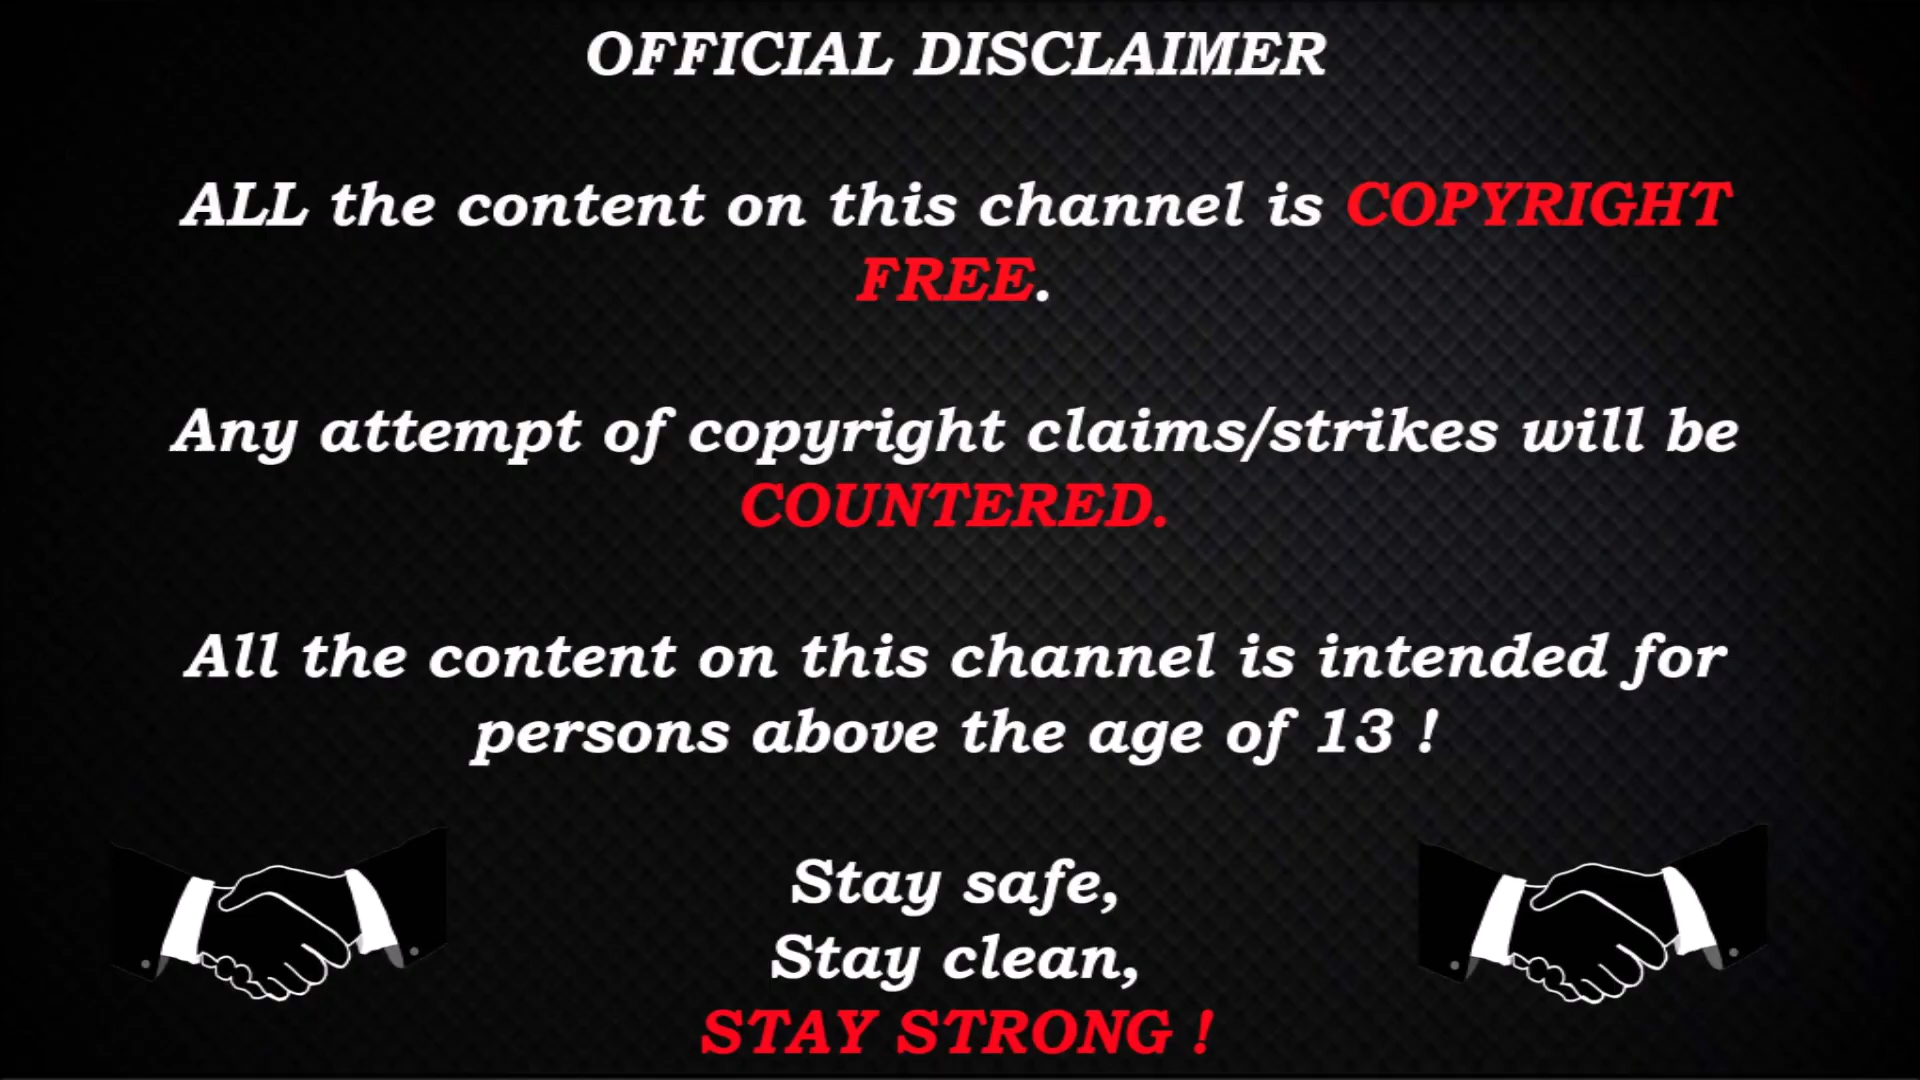 OFFICIAL DISCLAIMER
ALL the content on this channel is COPYRIGHT
FREE.
Any attempt of copyright claims/strikes will be
COUNTERED.
All the content on this channel is intended for
persons above the age of 13 !
Stay safe,
Stay clean,
STAY STRONG !